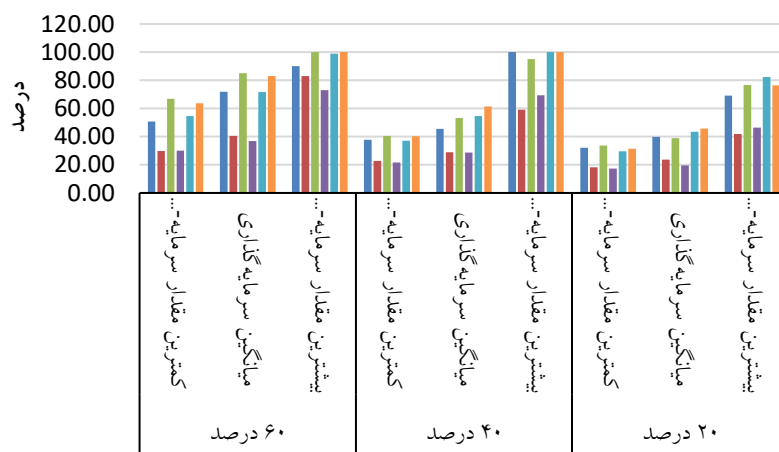 120.00
100.00
80.00
60.00
40.00
20.00
0.00
درصد
کمترین مقدار سرمایه-...
میانگین سرمایه‌گذاری
بیشترین مقدار سرمایه-...
کمترین مقدار سرمایه-...
میانگین سرمایه‌گذاری
بیشترین مقدار سرمایه-...
کمترین مقدار سرمایه-...
میانگین سرمایه‌گذاری
بیشترین مقدار سرمایه-...
۶۰ درصد
۴۰ درصد
۲۰ درصد